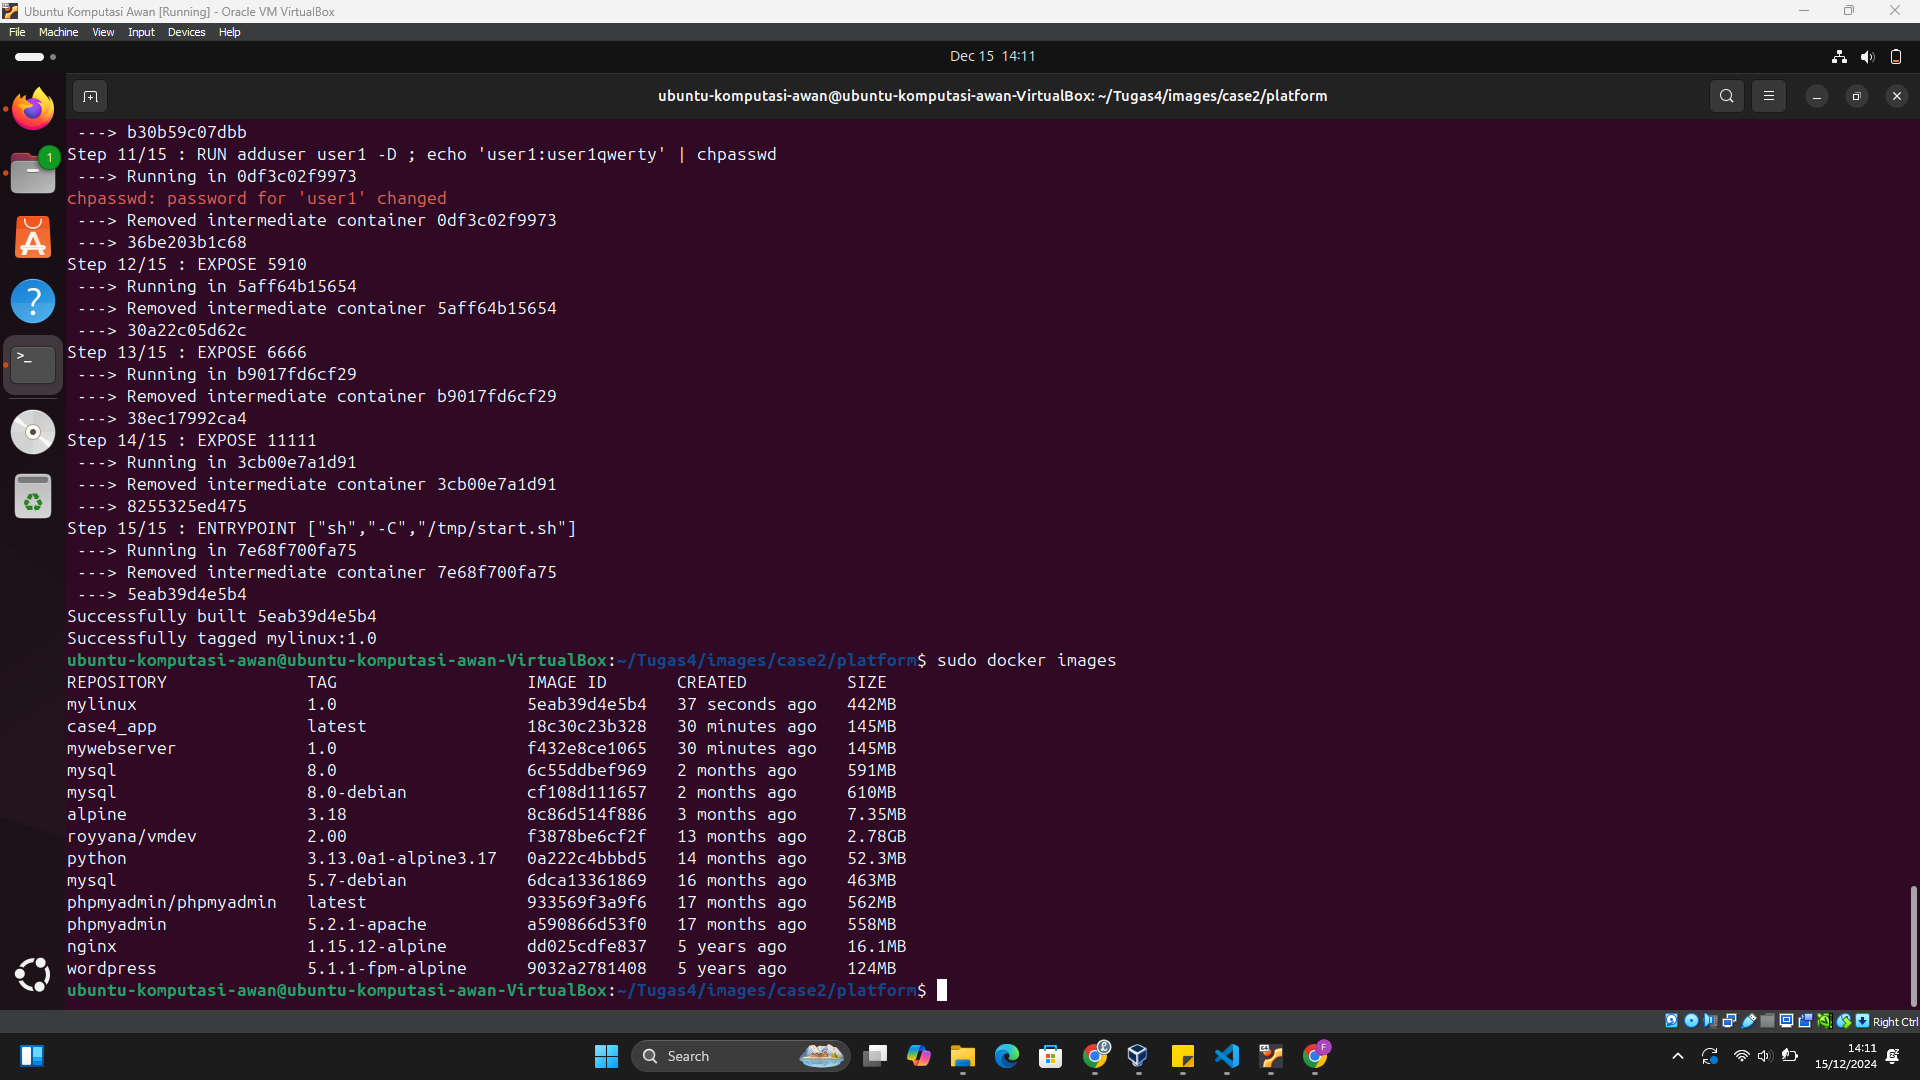 Ubuntu Komputasi Awan [Running] - Oracle VM VirtualBox
File Machine View Input Devices Help
Dec 15 14:11
ubuntu-komputasi-awan@ubuntu-komputasi-awan-VirtualBox: ~/Tugas4/images/case2/platform
1
 ---> b30b59c07dbb
Step 11/15 : RUN adduser user1 -D ; echo 'user1:user1qwerty' | chpasswd
 ---> Running in 0df3c02f9973
chpasswd: password for 'user1' changed
 ---> Removed intermediate container 0df3c02f9973
 ---> 36be203b1c68
Step 12/15 : EXPOSE 5910
 ---> Running in 5aff64b15654
 ---> Removed intermediate container 5aff64b15654
 ---> 30a22c05d62c
Step 13/15 : EXPOSE 6666
 ---> Running in b9017fd6cf29
 ---> Removed intermediate container b9017fd6cf29
 ---> 38ec17992ca4
Step 14/15 : EXPOSE 11111
 ---> Running in 3cb00e7a1d91
 ---> Removed intermediate container 3cb00e7a1d91
 ---> 8255325ed475
Step 15/15 : ENTRYPOINT ["sh","-C","/tmp/start.sh"]
 ---> Running in 7e68f700fa75
 ---> Removed intermediate container 7e68f700fa75
 ---> 5eab39d4e5b4
Successfully built 5eab39d4e5b4
Successfully tagged mylinux:1.0
ubuntu-komputasi-awan@ubuntu-komputasi-awan-VirtualBox:~/Tugas4/images/case2/platform$ sudo docker images
REPOSITORY TAG IMAGE ID CREATED SIZE
mylinux 1.0 5eab39d4e5b4 37 seconds ago 442MB
case4_app latest 18c30c23b328 30 minutes ago 145MB
mywebserver 1.0 f432e8ce1065 30 minutes ago 145MB
mysql 8.0 6c55ddbef969 2 months ago 591MB
mysql 8.0-debian cf108d111657 2 months ago 610MB
alpine 3.18 8c86d514f886 3 months ago 7.35MB
royyana/vmdev 2.00 f3878be6cf2f 13 months ago 2.78GB
python 3.13.0a1-alpine3.17 0a222c4bbbd5 14 months ago 52.3MB
mysql 5.7-debian 6dca13361869 16 months ago 463MB
phpmyadmin/phpmyadmin latest 933569f3a9f6 17 months ago 562MB
phpmyadmin 5.2.1-apache a590866d53f0 17 months ago 558MB
nginx 1.15.12-alpine dd025cdfe837 5 years ago 16.1MB
wordpress 5.1.1-fpm-alpine 9032a2781408 5 years ago 124MB
ubuntu-komputasi-awan@ubuntu-komputasi-awan-VirtualBox:~/Tugas4/images/case2/platform$
Right Ctrl
Search
14:11
15/12/2024